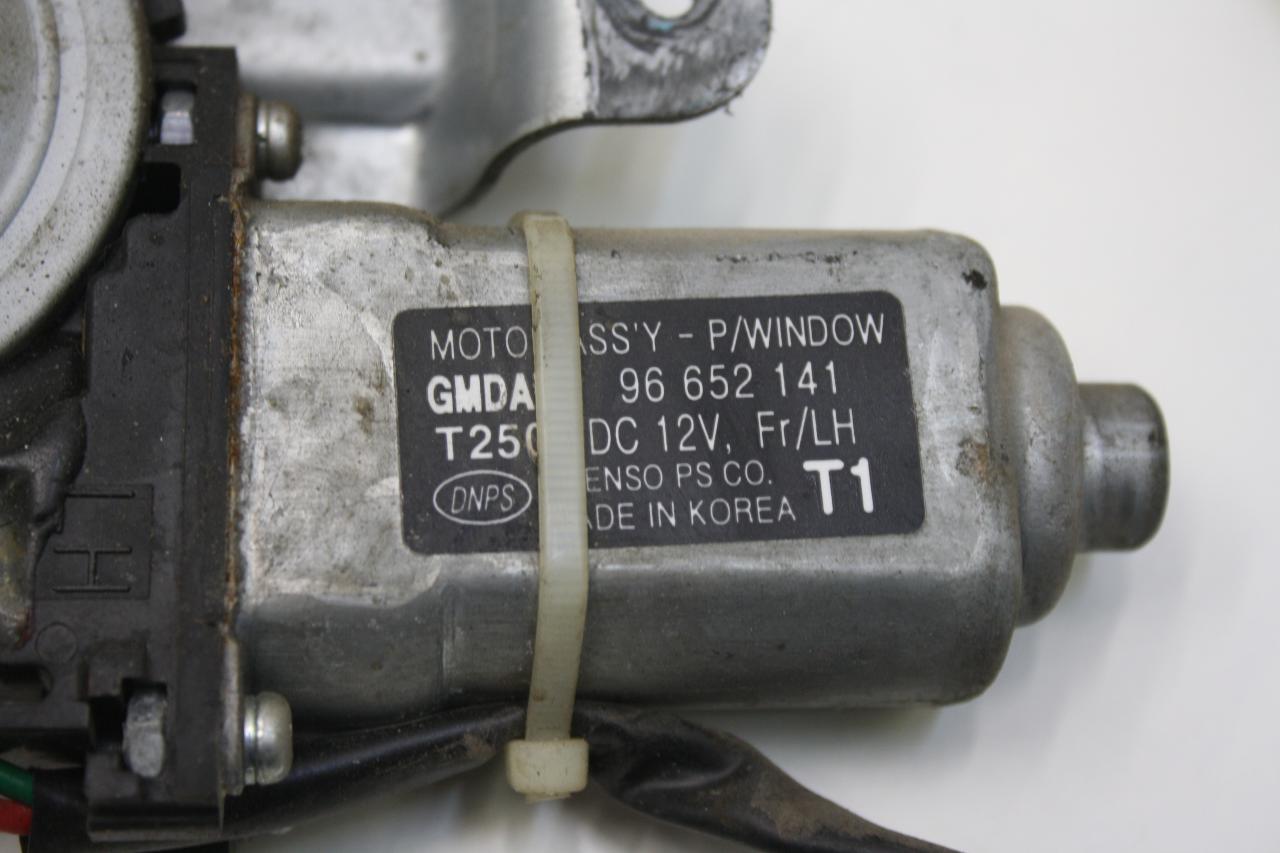 MOTO ASS'Y - P/WINDOW
GMDA 96 652 141
T250 DC 12V, Fr/LH
DNPS ENSO PS CO. T1
ADE IN KOREA
H